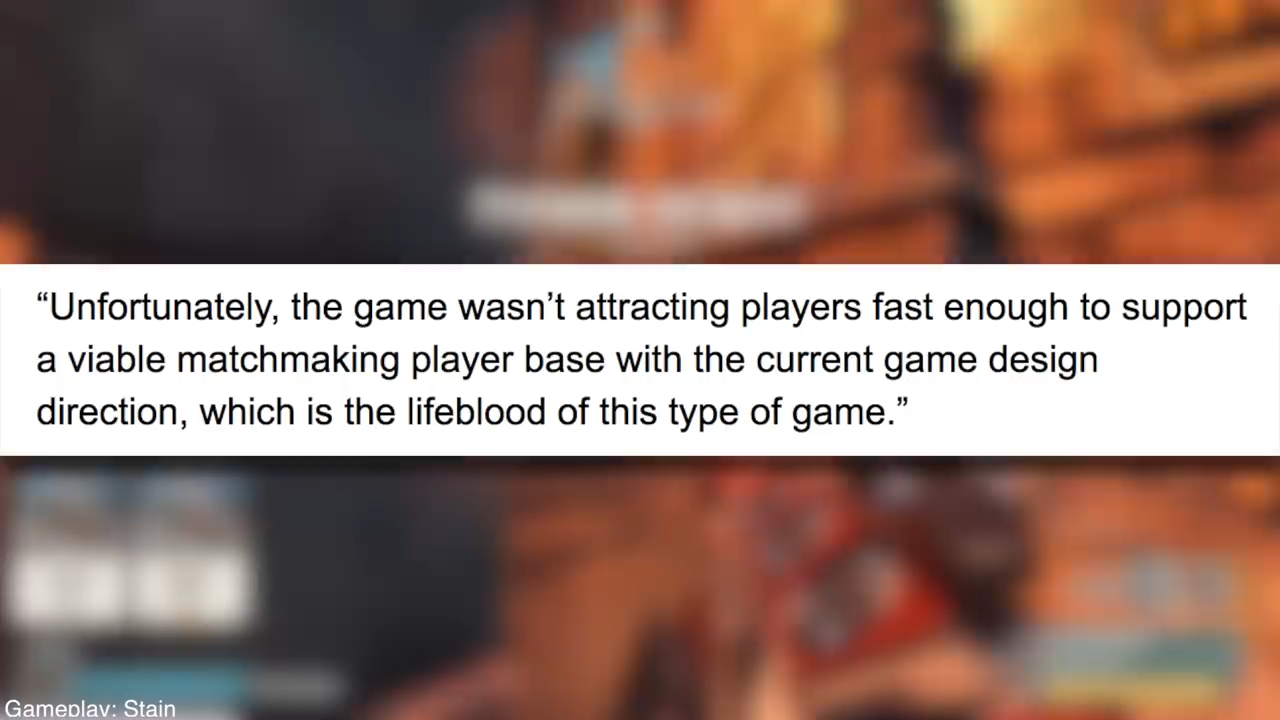 “Unfortunately, the game wasn’t attracting players fast enough to support
a viable matchmaking player base with the current game design
direction, which is the lifeblood of this type of game.”
Gameplay: Stain